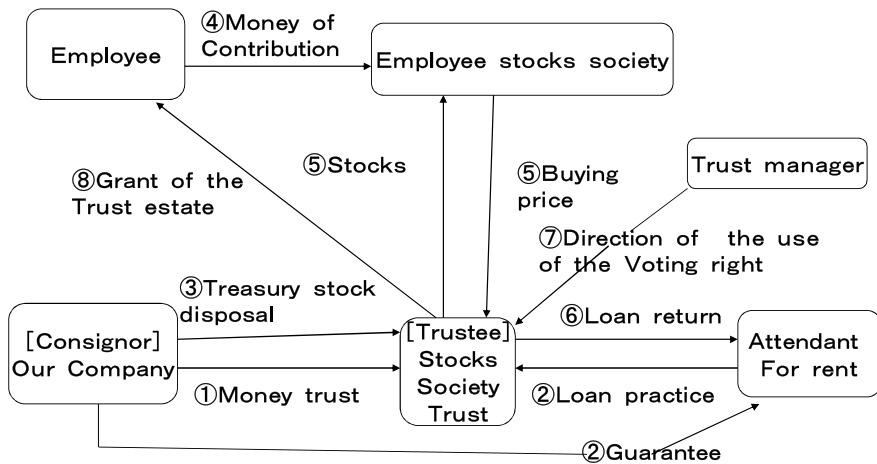 ④Money of
Contribution
Employee
Employee stocks society
⑧Grant of the
Trust estate
⑤Stocks
⑤Buying
price
Trust manager
⑦Direction of the use
of the Voting right
③Treasury stock
disposal
[Consignor]
Our Company
[Trustee]
Stocks
Society
Trust
⑥Loan return
Attendant
For rent
①Money trust
②Loan practice
②Guarantee